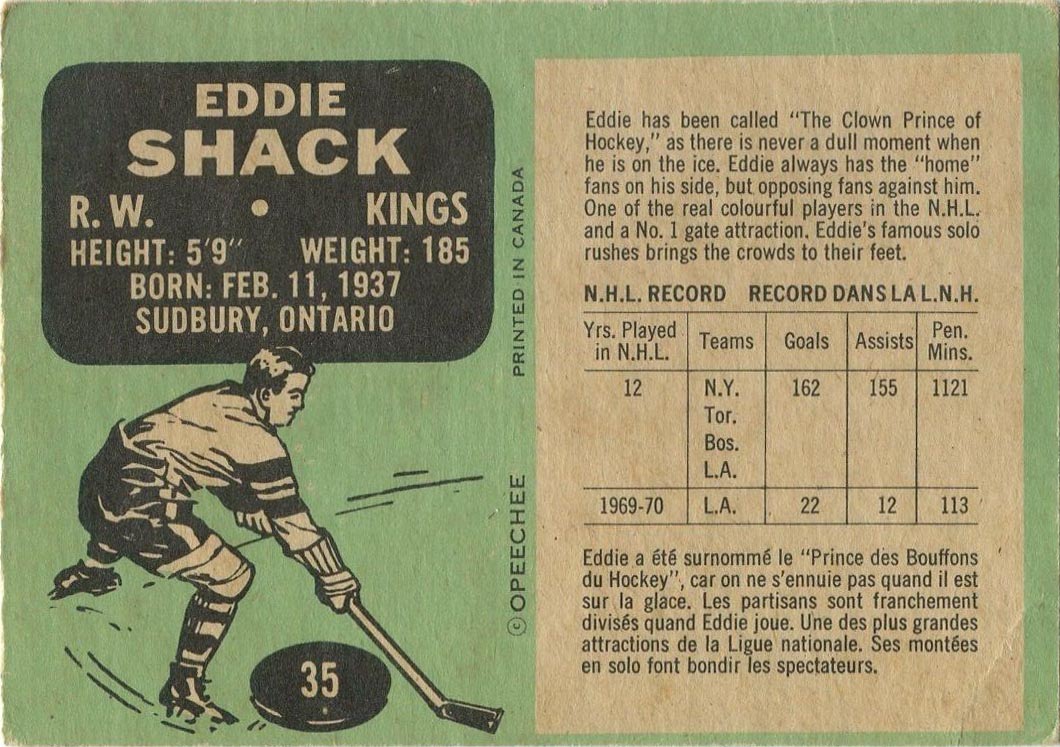 EDDIE
SHACK
R. W. • KINGS
HEIGHT: 5'9" WEIGHT: 185
BORN: FEB. 11, 1937
SUDBURY, ONTARIO
35
PRINTED IN CANADA
© OPEECHEE
Eddie has been called "The Clown Prince of
Hockey," as there is never a dull moment when
he is on the ice. Eddie always has the "home"
fans on his side, but opposing fans against him.
One of the real colourful players in the N.H.L.
and a No. 1 gate attraction. Eddie's famous solo
rushes brings the crowds to their feet.
N.H.L. RECORD RECORD DANS LA L.N.H.
Yrs. Played
in N.H.L. Teams Goals Assists Pen.
Mins.
12 N.Y. 162 155 1121
Tor.
Bos.
L.A.
1969-70 L.A. 22 12 113
Eddie a été surnommé le "Prince des Bouffons
du Hockey", car on ne s'ennuie pas quand il est
sur la glace. Les partisans sont franchement
divisés quand Eddie joue. Une des plus grandes
attractions de la Ligue nationale. Ses montées
en solo font bondir les spectateurs.